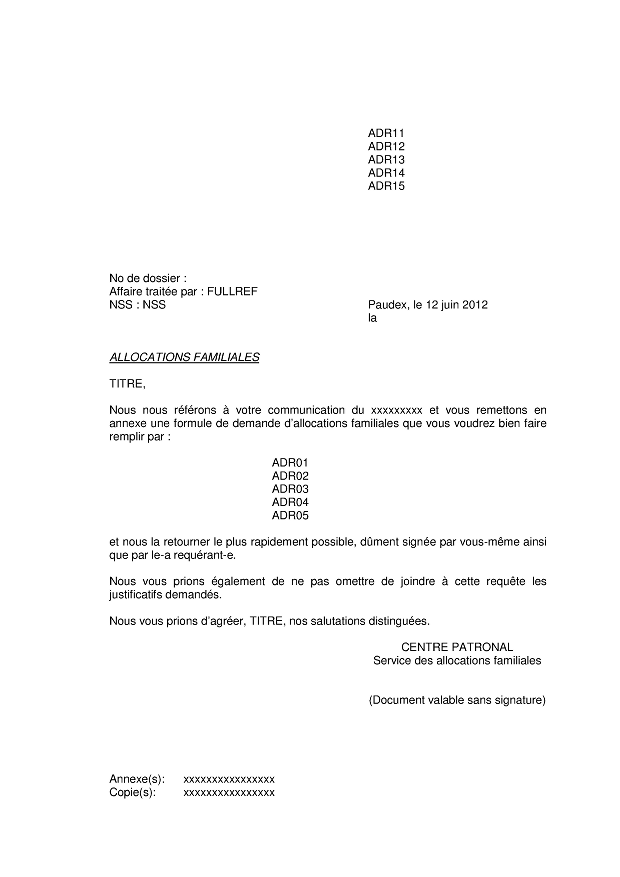 ADR11
ADR12
ADR13
ADR14
ADR15
No de dossier :
Affaire traitée par : FULLREF
NSS : NSS Paudex, le 12 juin 2012
la
ALLOCATIONS FAMILIALES
TITRE,
Nous nous référons à votre communication du xxxxxxxxx et vous remettons en
annexe une formule de demande d'allocations familiales que vous voudrez bien faire
remplir par :
ADR01
ADR02
ADR03
ADR04
ADR05
et nous la retourner le plus rapidement possible, dûment signée par vous-même ainsi
que par le-a requérant-e.
Nous vous prions également de ne pas omettre de joindre à cette requête les
justificatifs demandés.
Nous vous prions d'agréer, TITRE, nos salutations distinguées.
CENTRE PATRONAL
Service des allocations familiales
(Document valable sans signature)
Annexe(s): xxxxxxxxxxxxxxxx
Copie(s): xxxxxxxxxxxxxxxx